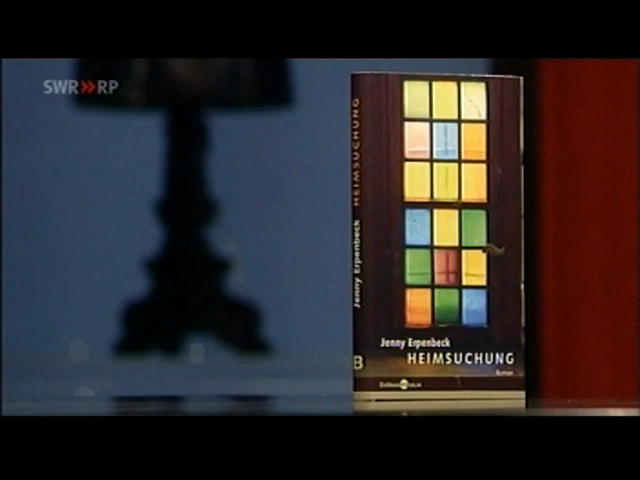 SWR»RP
HEIMSUCHUNG
Jenny Erpenbeck
B
Jenny Erpenbeck
HEIMSUCHUNG
Roman